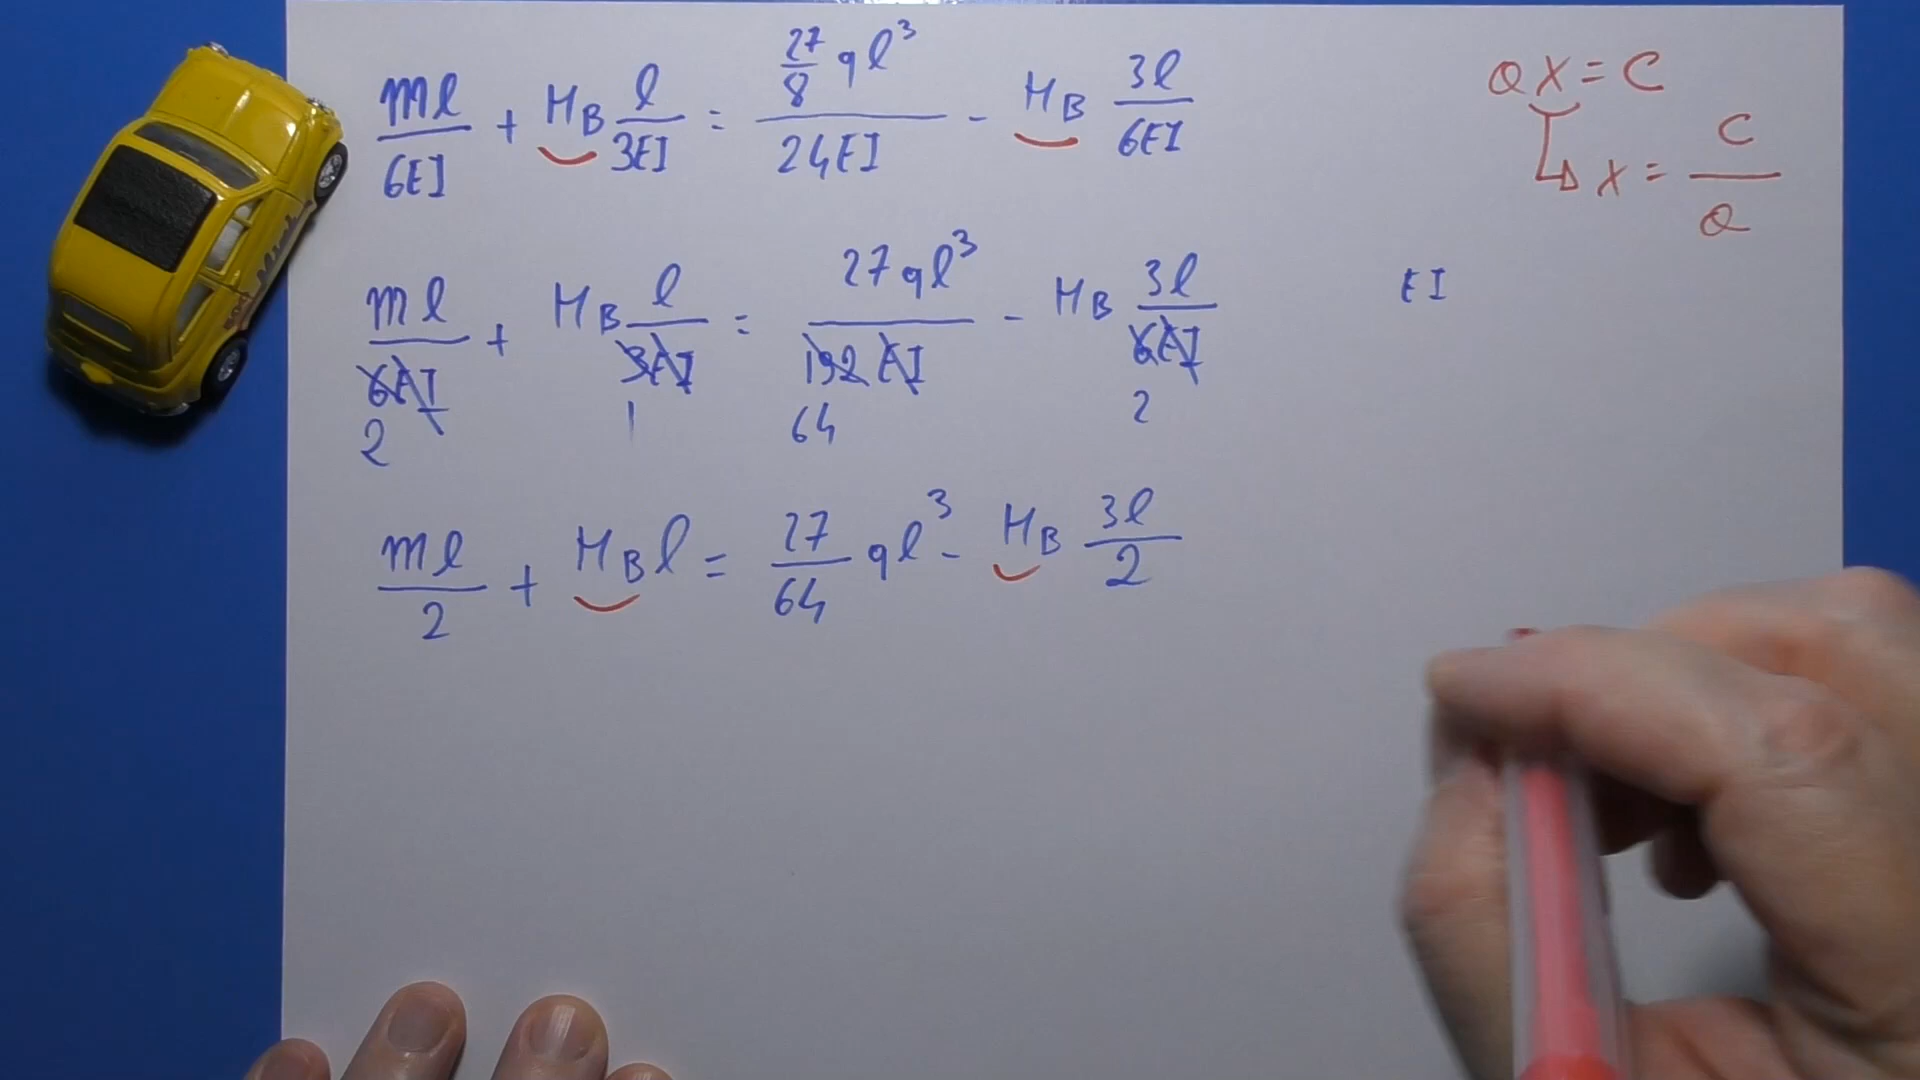 ml/6EI + M_B l/3EI = 27/8 ql³/24EI - M_B 3l/6EI
ax = c
x = c/a
ml/6EI + M_B l/3EI = 27ql³/192EI - M_B 3l/6EI
EI
2 1 64 2
ml/2 + M_B l = 27/64 ql³ - M_B 3l/2